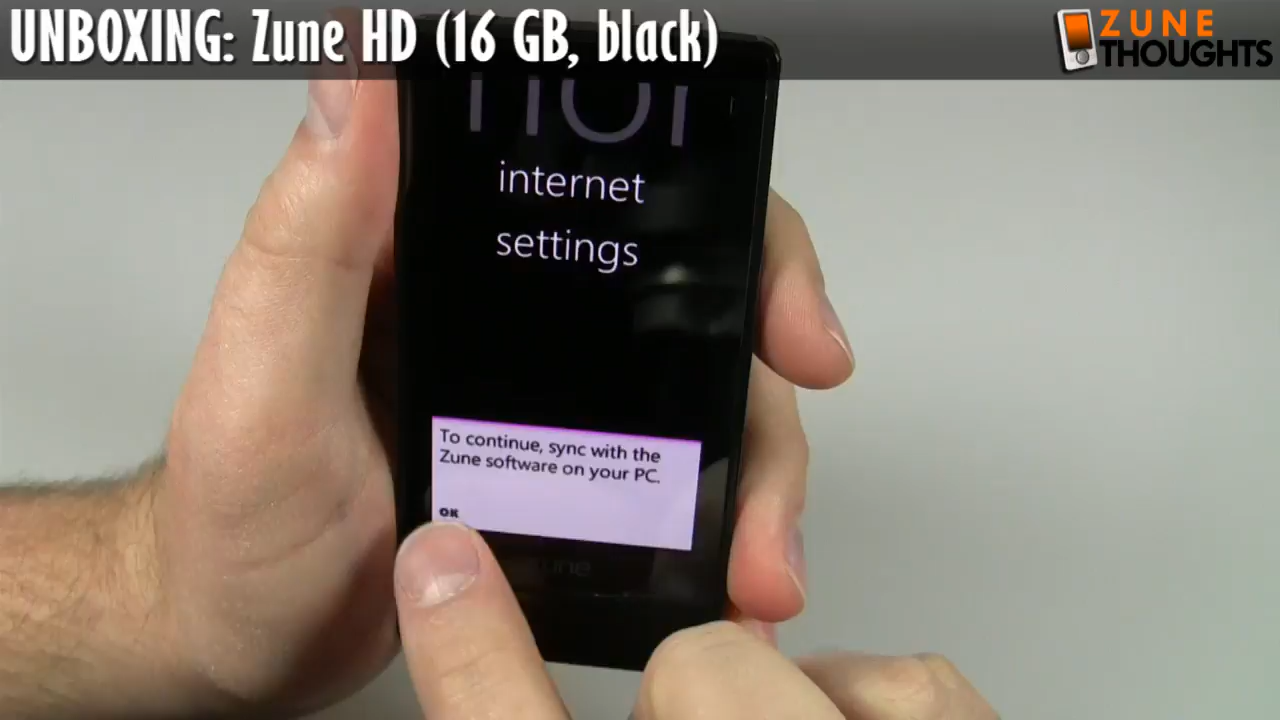 UNBOXING: Zune HD (16 GB, black)
ZUNE
THOUGHTS
internet
settings
To continue, sync with the
Zune software on your PC.
OK